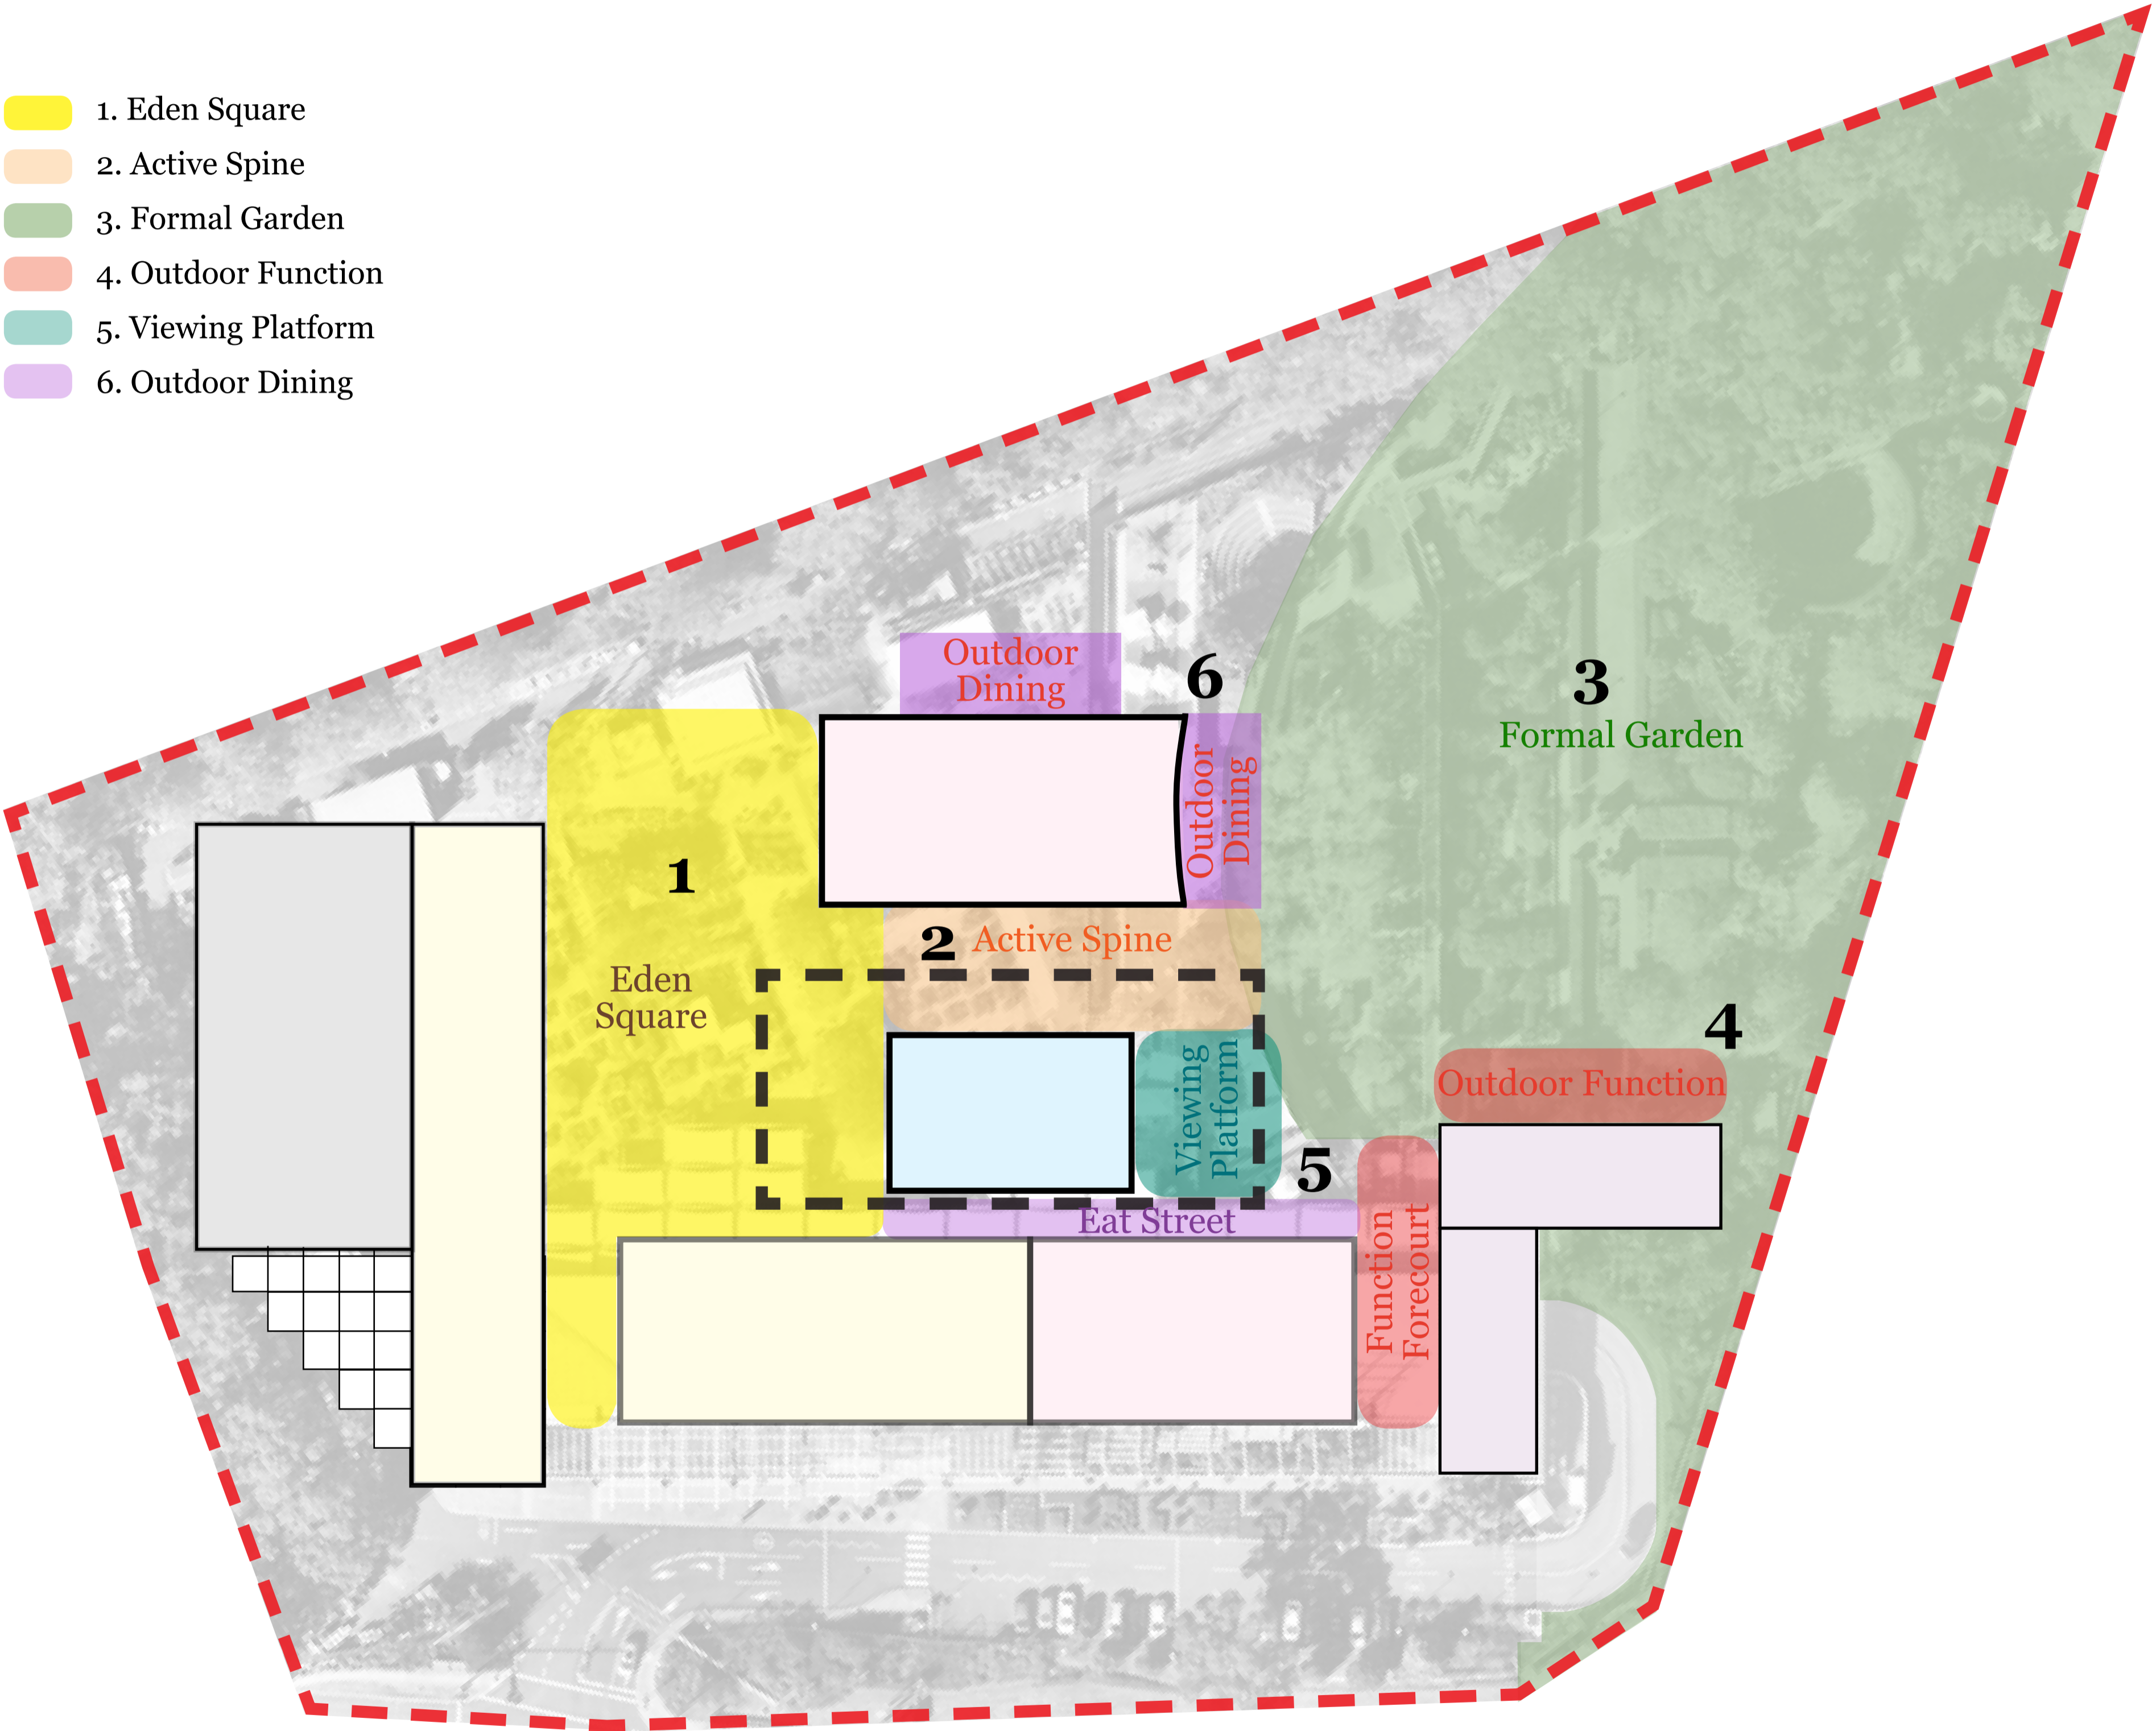 1. Eden Square
2. Active Spine
3. Formal Garden
4. Outdoor Function
5. Viewing Platform
6. Outdoor Dining
Outdoor
Dining
6
Outdoor
Dining
3
Formal Garden
1
Eden
Square
2 Active Spine
4
Outdoor Function
Viewing
Platform
5
Eat Street
Function
Forecourt